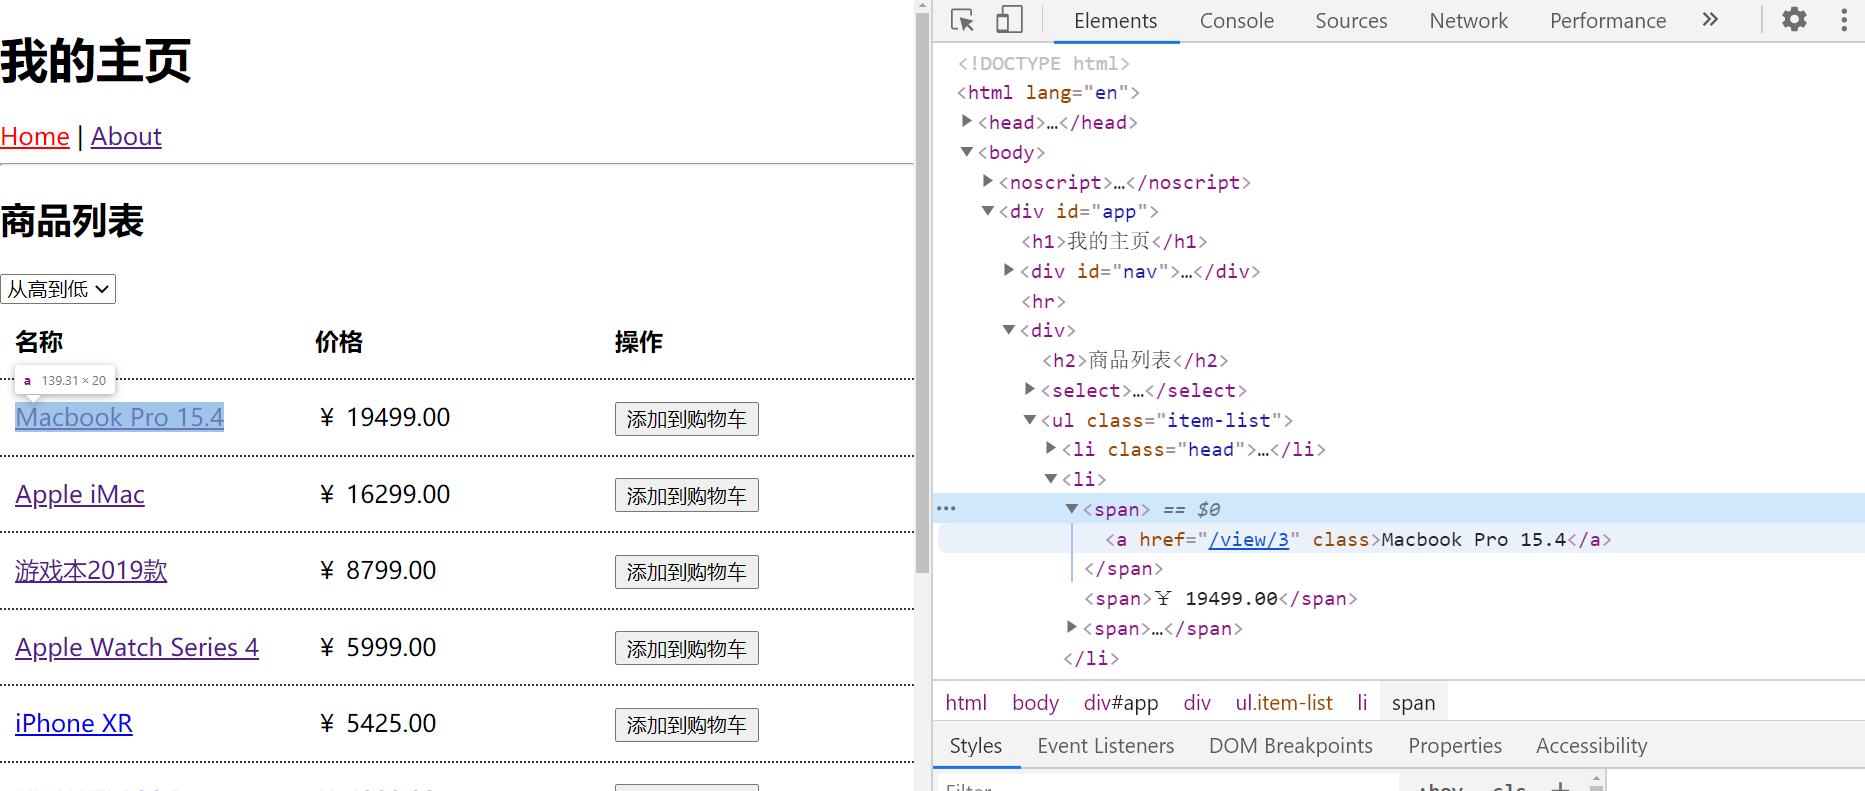 我的主页
Home | About
商品列表
从高到低
名称 价格 操作
a 139.31 × 20
Macbook Pro 15.4 ¥ 19499.00 添加到购物车
Apple iMac ¥ 16299.00 添加到购物车
游戏本2019款 ¥ 8799.00 添加到购物车
Apple Watch Series 4 ¥ 5999.00 添加到购物车
iPhone XR ¥ 5425.00 添加到购物车
Elements Console Sources Network Performance »
<!DOCTYPE html>
<html lang="en">
<head>…</head>
<body>
<noscript>…</noscript>
<div id="app">
<h1>我的主页</h1>
<div id="nav">…</div>
<hr>
<div>
<h2>商品列表</h2>
<select>…</select>
<ul class="item-list">
<li class="head">…</li>
<li>
<span> == $0
<a href="/view/3" class>Macbook Pro 15.4</a>
</span>
<span>¥ 19499.00</span>
<span>…</span>
</li>
html body div#app div ul.item-list li span
Styles Event Listeners DOM Breakpoints Properties Accessibility
Filter :hov .cls +